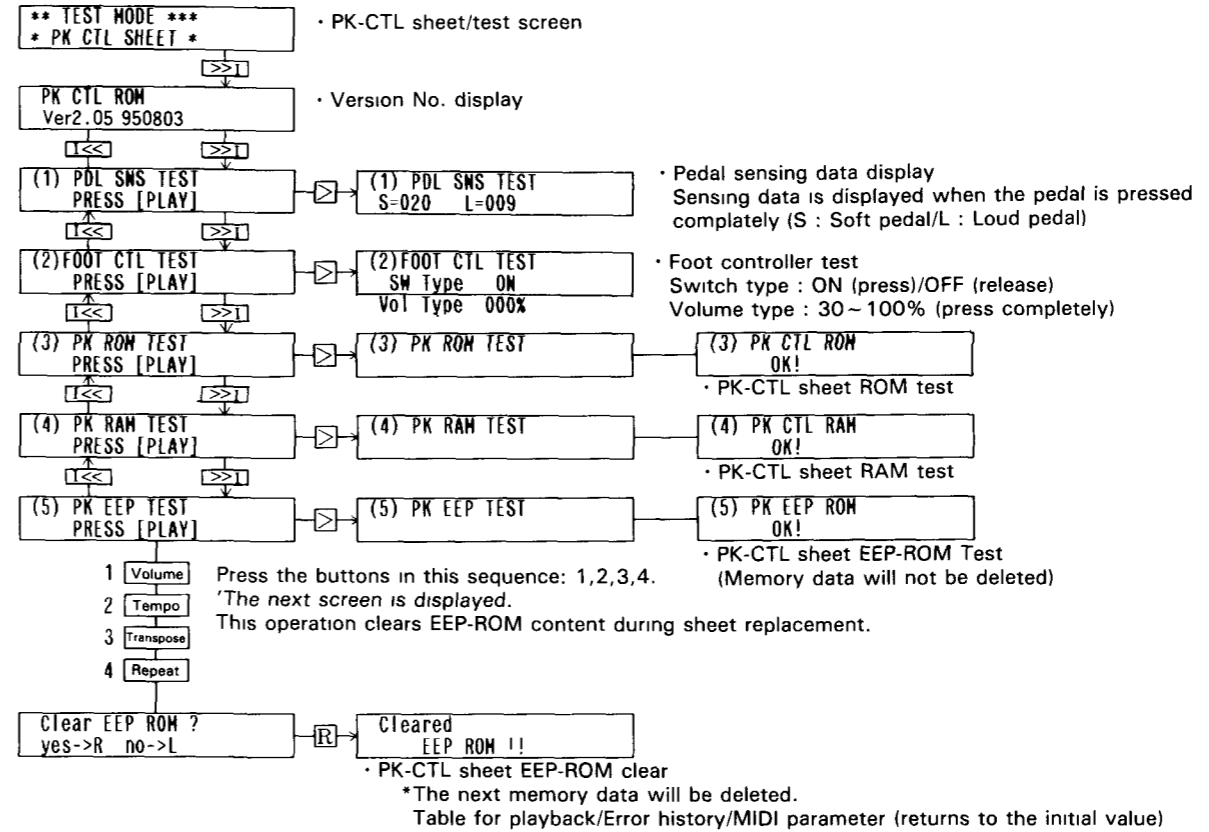 ** TEST MODE ***
* PK CTL SHEET *
· PK-CTL sheet/test screen
>>I
PK CTL ROM
Ver2.05 950803
· Version No. display
I<< >>I
(1) PDL SNS TEST
PRESS [PLAY]
>
(1) PDL SNS TEST
S=020 L=009
· Pedal sensing data display
Sensing data is displayed when the pedal is pressed
complately (S : Soft pedal/L : Loud pedal)
I<< >>I
(2)FOOT CTL TEST
PRESS [PLAY]
>
(2)FOOT CTL TEST
SW Type ON
Vol Type 000%
· Foot controller test
Switch type : ON (press)/OFF (release)
Volume type : 30~100% (press completely)
I<< >>I
(3) PK ROM TEST
PRESS [PLAY]
>
(3) PK ROM TEST
(3) PK CTL ROM
OK!
· PK-CTL sheet ROM test
I<< >>I
(4) PK RAM TEST
PRESS [PLAY]
>
(4) PK RAM TEST
(4) PK CTL RAM
OK!
· PK-CTL sheet RAM test
I<< >>I
(5) PK EEP TEST
PRESS [PLAY]
>
(5) PK EEP TEST
(5) PK EEP ROM
OK!
· PK-CTL sheet EEP-ROM Test
(Memory data will not be deleted)
1 Volume
2 Tempo
3 Transpose
4 Repeat
Press the buttons in this sequence: 1,2,3,4.
'The next screen is displayed.
This operation clears EEP-ROM content during sheet replacement.
Clear EEP ROM ?
yes->R no->L
R
Cleared
EEP ROM !!
· PK-CTL sheet EEP-ROM clear
*The next memory data will be deleted.
Table for playback/Error history/MIDI parameter (returns to the initial value)